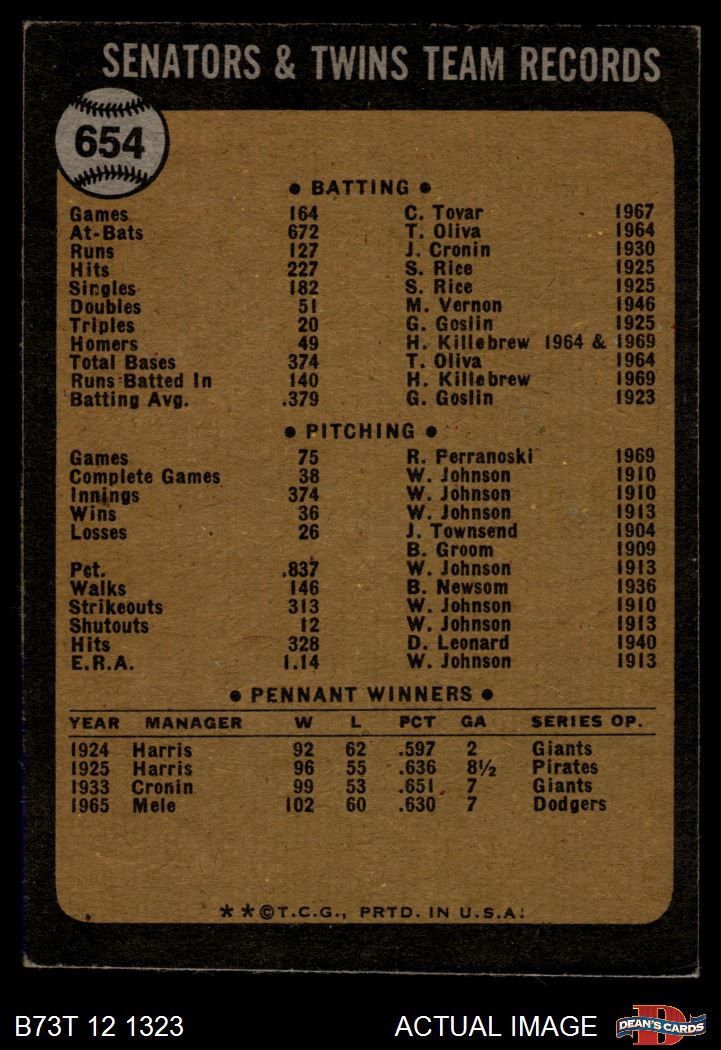 SENATORS & TWINS TEAM RECORDS
654
● BATTING ●
Games 164 C. Tovar 1967
At-Bats 672 T. Oliva 1964
Runs 127 J. Cronin 1930
Hits 227 S. Rice 1925
Singles 182 S. Rice 1925
Doubles 51 M. Vernon 1946
Triples 20 G. Goslin 1925
Homers 49 H. Killebrew 1964 & 1969
Total Bases 374 T. Oliva 1964
Runs Batted In 140 H. Killebrew 1969
Batting Avg. .379 G. Goslin 1923
● PITCHING ●
Games 75 R. Perranoski 1969
Complete Games 38 W. Johnson 1910
Innings 374 W. Johnson 1910
Wins 36 W. Johnson 1913
Losses 26 J. Townsend 1904
B. Groom 1909
Pct. .837 W. Johnson 1913
Walks 146 B. Newsom 1936
Strikeouts 313 W. Johnson 1910
Shutouts 12 W. Johnson 1913
Hits 328 D. Leonard 1940
E.R.A. 1.14 W. Johnson 1913
● PENNANT WINNERS ●
YEAR MANAGER W L PCT GA SERIES OP.
1924 Harris 92 62 .597 2 Giants
1925 Harris 96 55 .636 8½ Pirates
1933 Cronin 99 53 .651 7 Giants
1965 Mele 102 60 .630 7 Dodgers
★★©T.C.G., PRTD. IN U.S.A.
B73T 12 1323 ACTUAL IMAGE DEAN'S CARDS